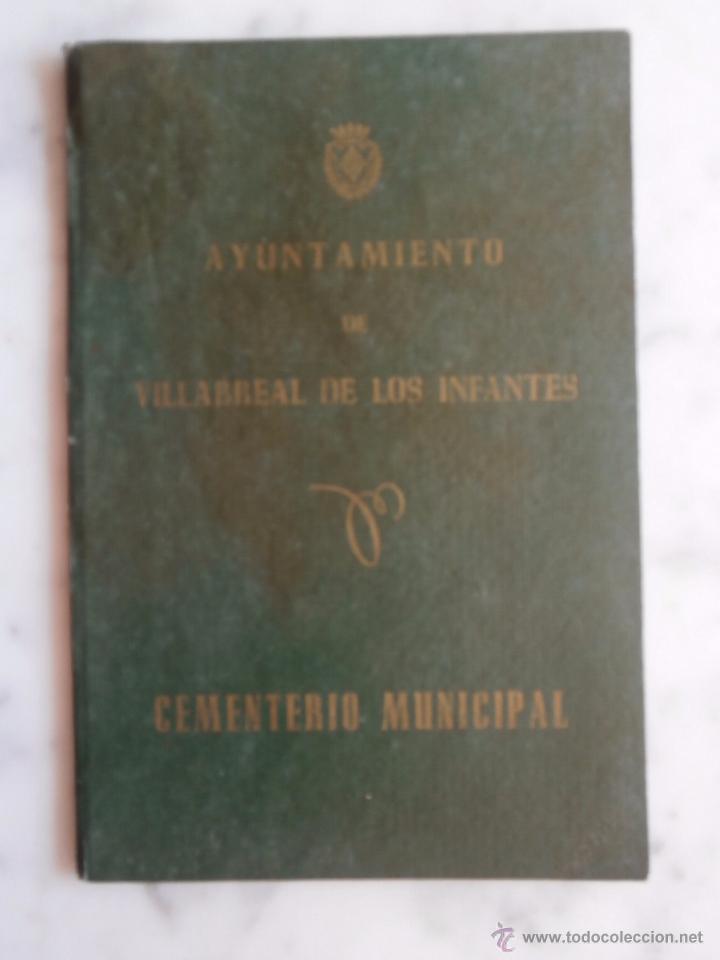 AYUNTAMIENTO
DE
VILLARREAL DE LOS INFANTES
CEMENTERIO MUNICIPAL
© www.todocoleccion.net